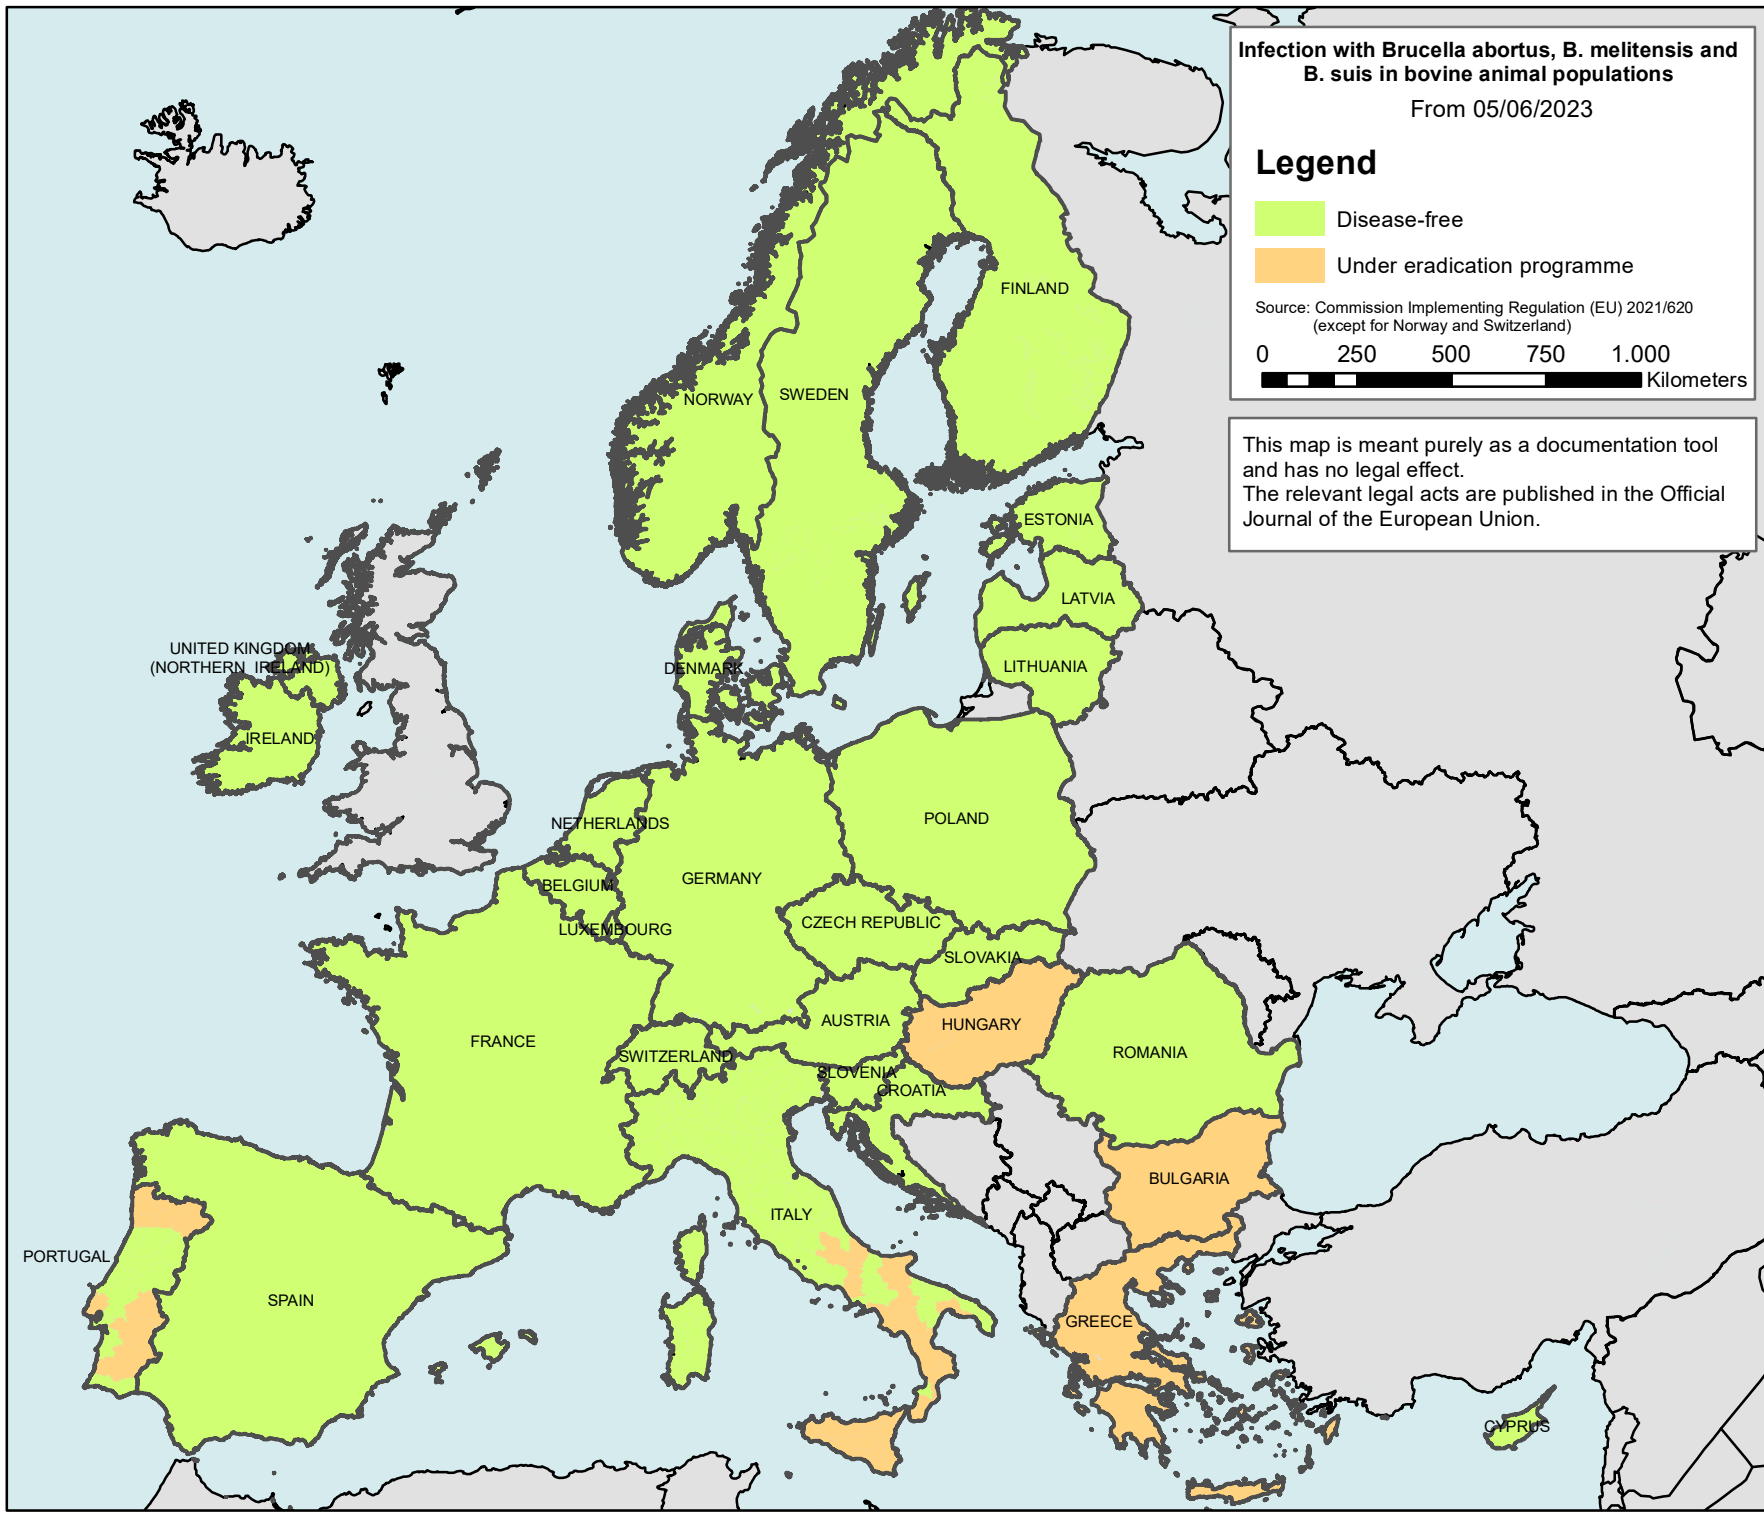 Infection with Brucella abortus, B. melitensis and
B. suis in bovine animal populations
From 05/06/2023
Legend
Disease-free
Under eradication programme
Source: Commission Implementing Regulation (EU) 2021/620
(except for Norway and Switzerland)
0 250 500 750 1.000
Kilometers
This map is meant purely as a documentation tool
and has no legal effect.
The relevant legal acts are published in the Official
Journal of the European Union.
FINLAND
NORWAY
SWEDEN
ESTONIA
LATVIA
UNITED KINGDOM
(NORTHERN IRELAND)
DENMARK
LITHUANIA
IRELAND
NETHERLANDS
POLAND
BELGIUM
GERMANY
LUXEMBOURG
CZECH REPUBLIC
SLOVAKIA
FRANCE
AUSTRIA
HUNGARY
SWITZERLAND
ROMANIA
SLOVENIA
CROATIA
BULGARIA
ITALY
PORTUGAL
SPAIN
GREECE
CYPRUS